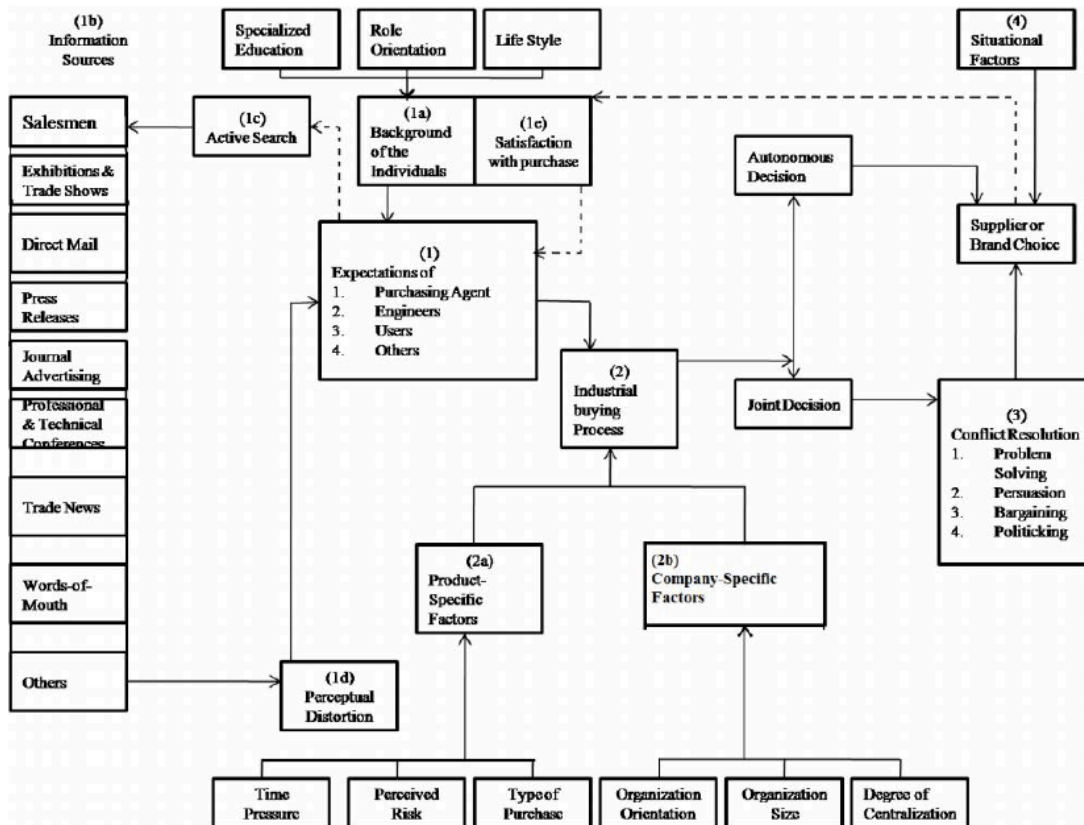 (1b)
Information
Sources
Specialized
Education
Role
Orientation
Life Style
(4)
Situational
Factors
Salesmen
(1c)
Active Search
(1a)
Background
of the
Individuals
(1e)
Satisfaction
with purchase
Autonomous
Decision
Exhibitions &
Trade Shows
Direct Mail
Supplier or
Brand Choice
(1)
Expectations of
1. Purchasing Agent
2. Engineers
3. Users
4. Others
Press
Releases
Journal
Advertising
(2)
Industrial
buying
Process
Joint Decision
Professional
& Technical
Conferences
(3)
Conflict Resolution
1. Problem
Solving
2. Persuasion
3. Bargaining
4. Politicking
Trade News
(2a)
Product-
Specific
Factors
(2b)
Company-Specific
Factors
Words-of-
Mouth
Others
(1d)
Perceptual
Distortion
Time
Pressure
Perceived
Risk
Type of
Purchase
Organization
Orientation
Organization
Size
Degree of
Centralization